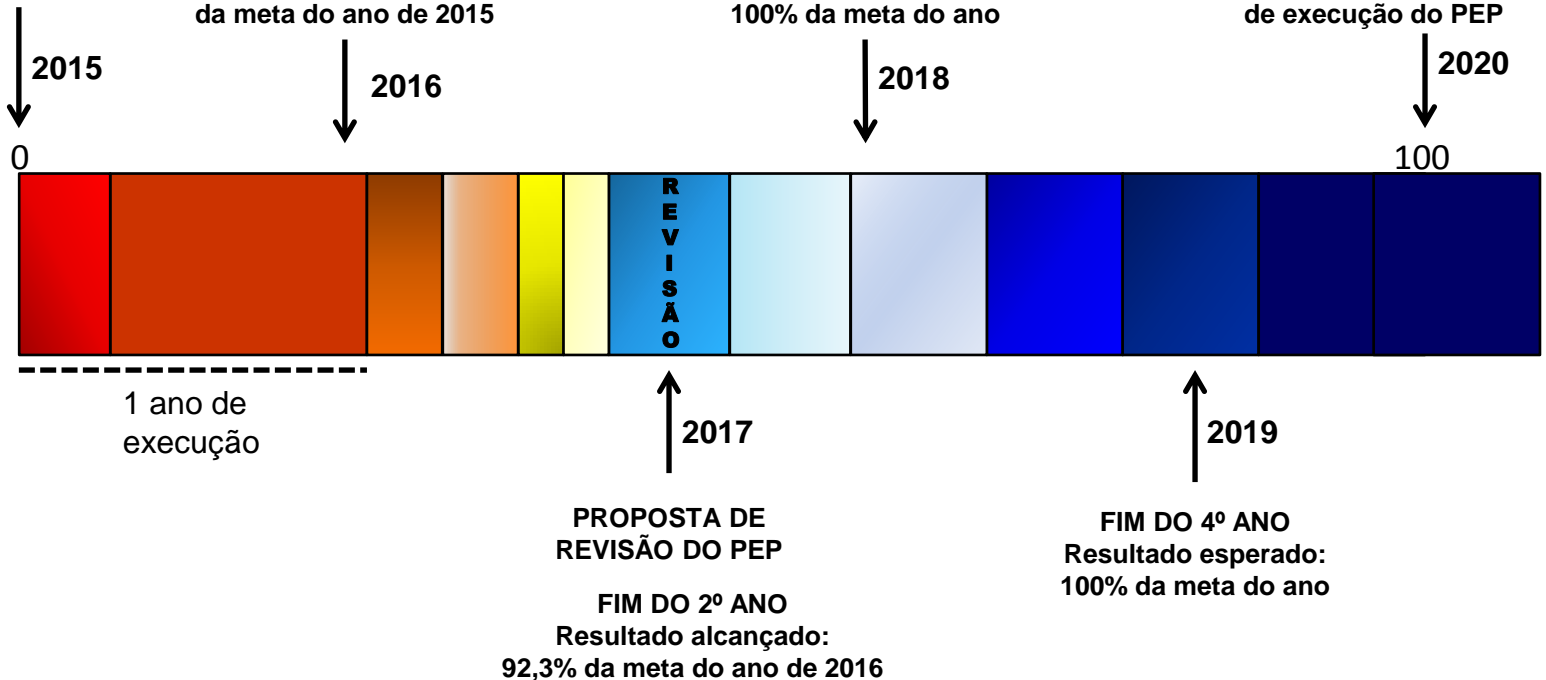 da meta do ano de 2015
100% da meta do ano
de execução do PEP
2015
2016
2018
2020
0
100
R
E
V
I
S
Ã
O
1 ano de
execução
2017
2019
PROPOSTA DE
REVISÃO DO PEP
FIM DO 2º ANO
Resultado alcançado:
92,3% da meta do ano de 2016
FIM DO 4º ANO
Resultado esperado:
100% da meta do ano